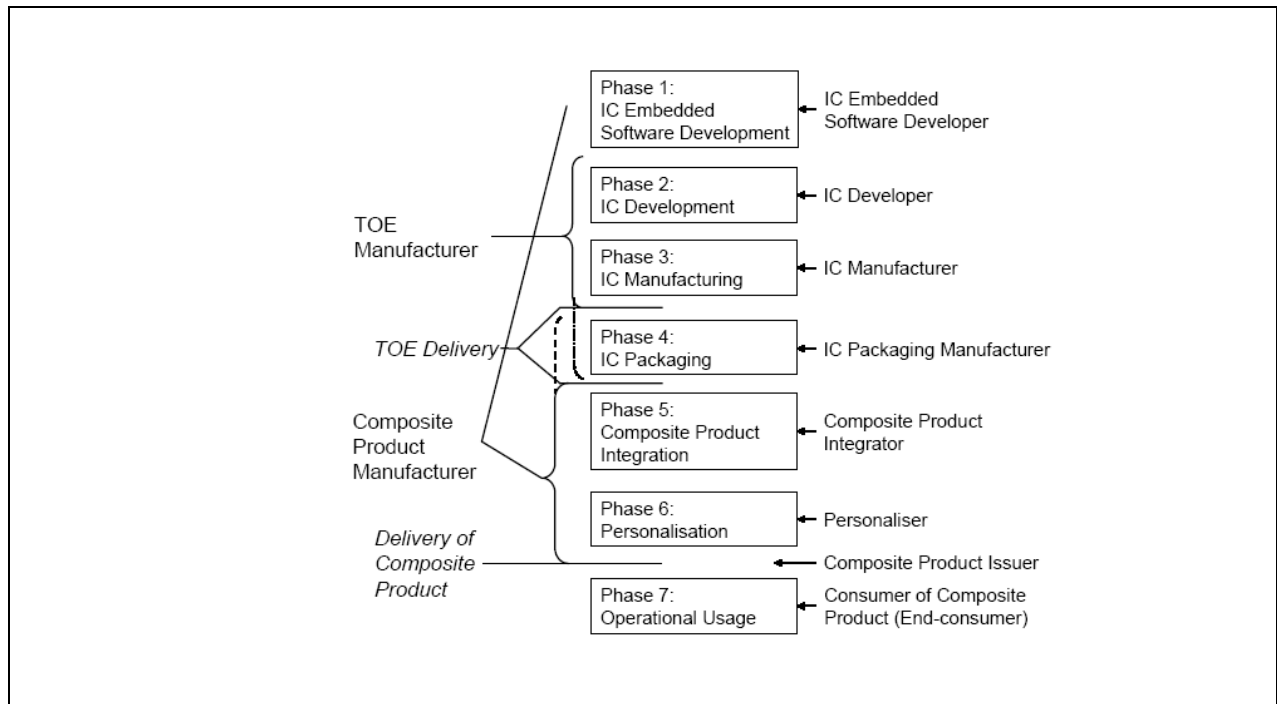 Phase 1:
IC Embedded
Software Development
IC Embedded
Software Developer
Phase 2:
IC Development
IC Developer
TOE
Manufacturer
Phase 3:
IC Manufacturing
IC Manufacturer
TOE Delivery
Phase 4:
IC Packaging
IC Packaging Manufacturer
Composite
Product
Manufacturer
Phase 5:
Composite Product
Integration
Composite Product
Integrator
Phase 6:
Personalisation
Personaliser
Delivery of
Composite
Product
Composite Product Issuer
Phase 7:
Operational Usage
Consumer of Composite
Product (End-consumer)